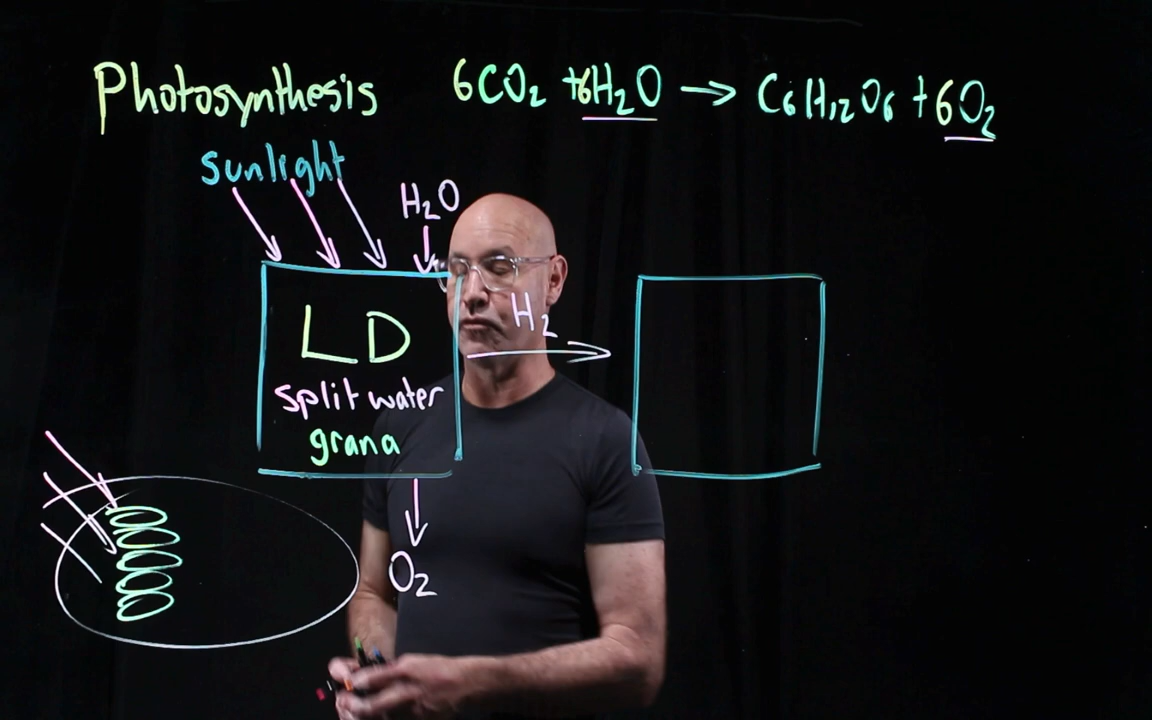 Photosynthesis 6CO₂ +6H₂O → C₆H₁₂O₆ +6O₂
sunlight
H₂O
H₂
LD
split water
grana
O₂